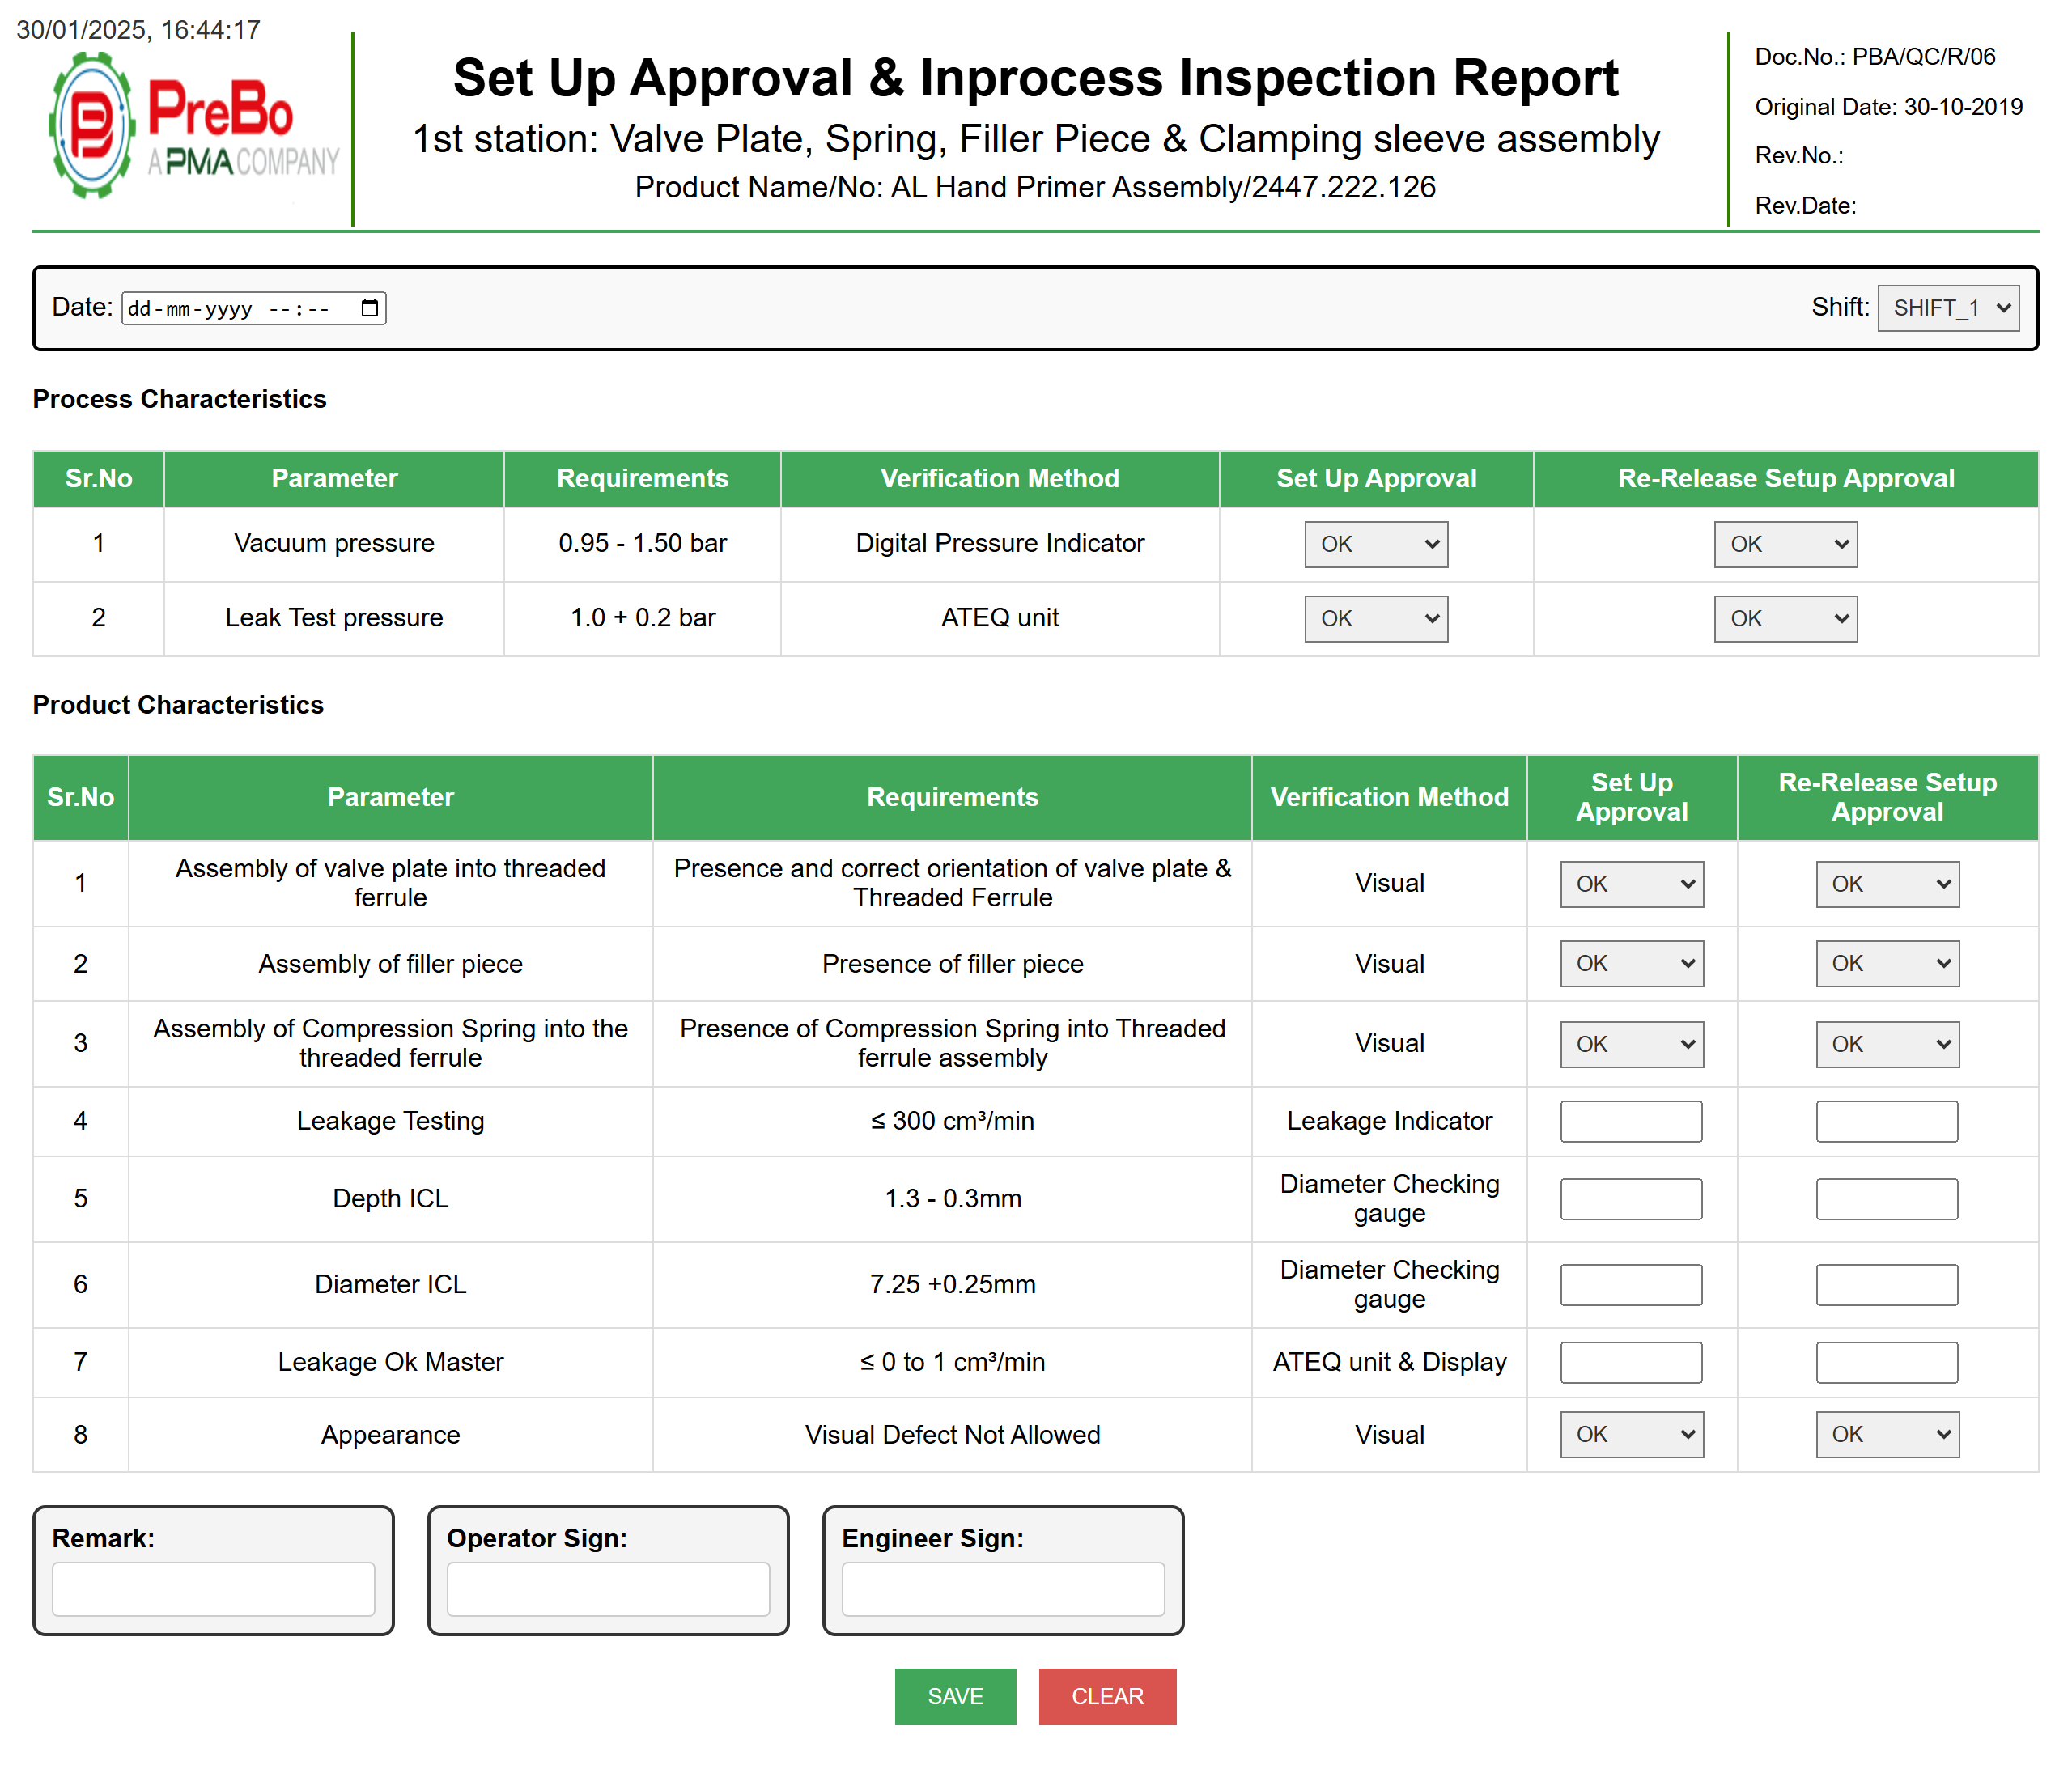 30/01/2025, 16:44:17
PreBo
A PMA COMPANY
Set Up Approval & Inprocess Inspection Report
1st station: Valve Plate, Spring, Filler Piece & Clamping sleeve assembly
Product Name/No: AL Hand Primer Assembly/2447.222.126
Doc.No.: PBA/QC/R/06
Original Date: 30-10-2019
Rev.No.:
Rev.Date:
Date: dd-mm-yyyy --:--
Shift: SHIFT_1
Process Characteristics
Sr.No Parameter Requirements Verification Method Set Up Approval Re-Release Setup Approval
1 Vacuum pressure 0.95 - 1.50 bar Digital Pressure Indicator OK OK
2 Leak Test pressure 1.0 + 0.2 bar ATEQ unit OK OK
Product Characteristics
Sr.No Parameter Requirements Verification Method Set Up Approval Re-Release Setup Approval
1 Assembly of valve plate into threaded ferrule Presence and correct orientation of valve plate & Threaded Ferrule Visual OK OK
2 Assembly of filler piece Presence of filler piece Visual OK OK
3 Assembly of Compression Spring into the threaded ferrule Presence of Compression Spring into Threaded ferrule assembly Visual OK OK
4 Leakage Testing ≤ 300 cm³/min Leakage Indicator
5 Depth ICL 1.3 - 0.3mm Diameter Checking gauge
6 Diameter ICL 7.25 +0.25mm Diameter Checking gauge
7 Leakage Ok Master ≤ 0 to 1 cm³/min ATEQ unit & Display
8 Appearance Visual Defect Not Allowed Visual OK OK
Remark:
Operator Sign:
Engineer Sign:
SAVE
CLEAR